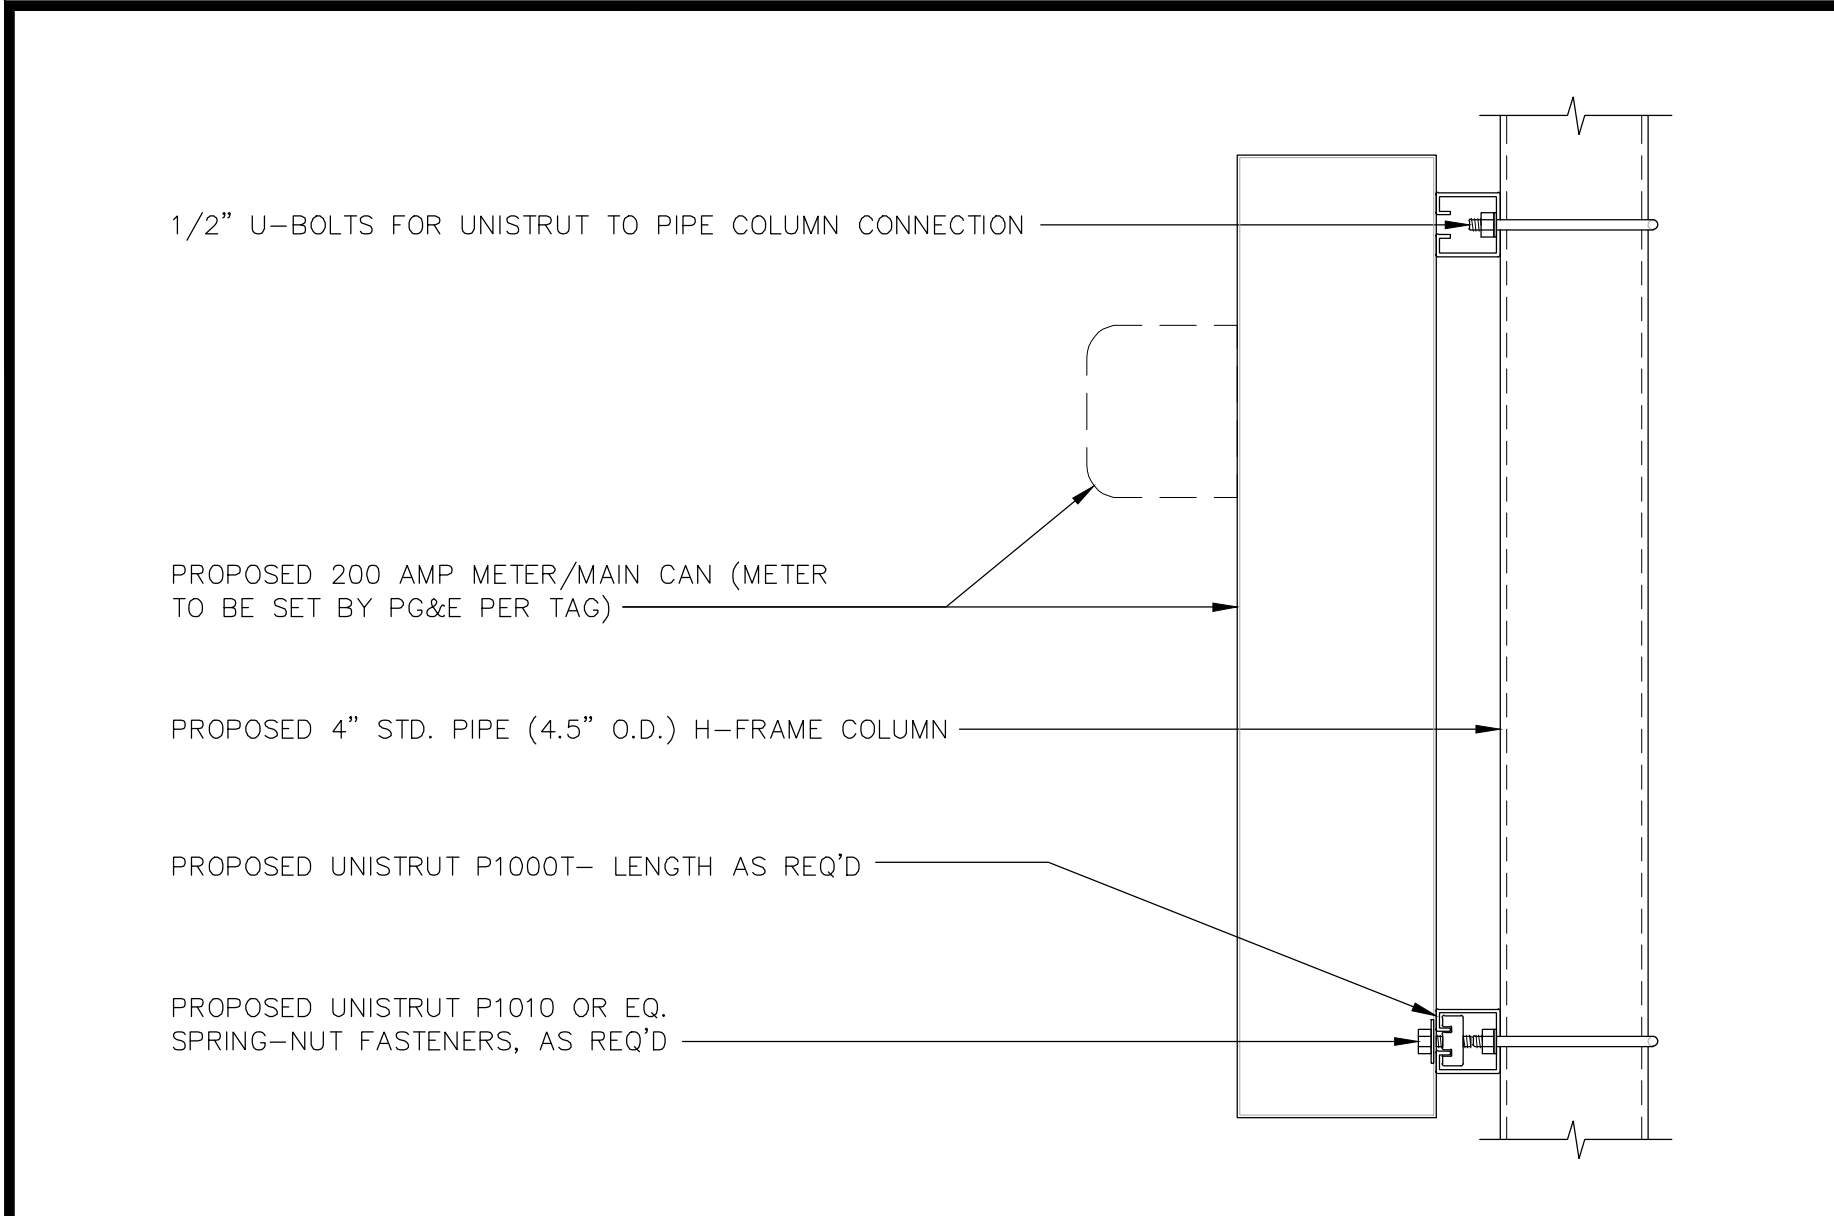 1/2” U-BOLTS FOR UNISTRUT TO PIPE COLUMN CONNECTION
PROPOSED 200 AMP METER/MAIN CAN (METER
TO BE SET BY PG&E PER TAG)
PROPOSED 4” STD. PIPE (4.5” O.D.) H-FRAME COLUMN
PROPOSED UNISTRUT P1000T- LENGTH AS REQ'D
PROPOSED UNISTRUT P1010 OR EQ.
SPRING-NUT FASTENERS, AS REQ'D